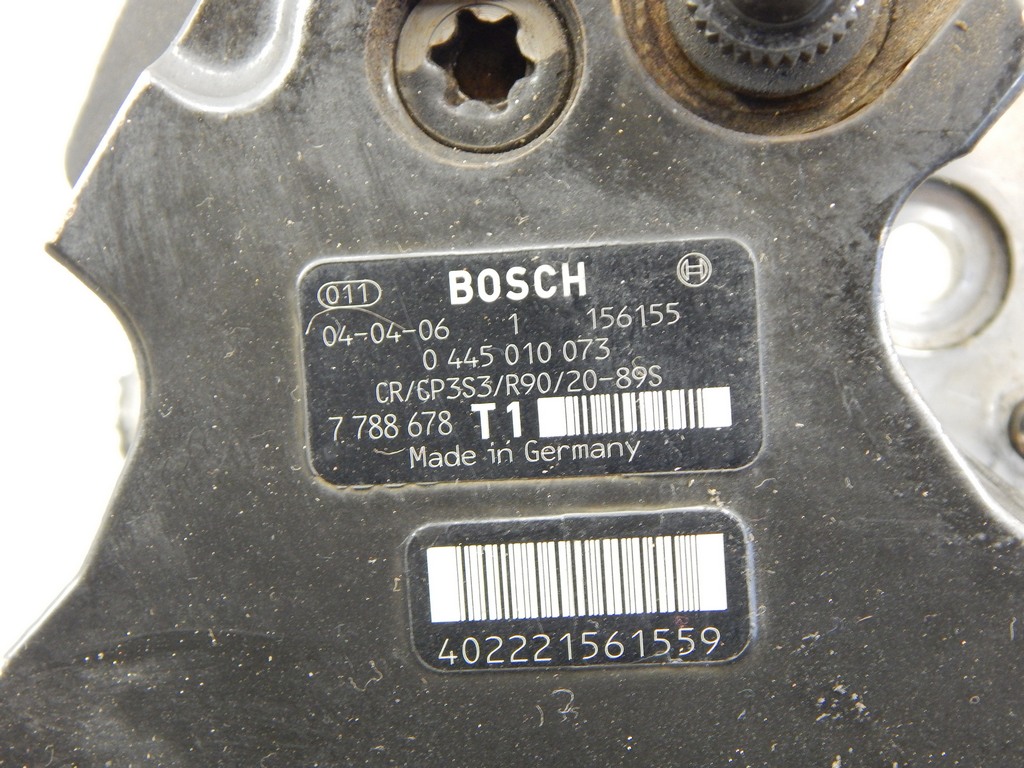 011 BOSCH
04-04-06 1 156155
0 445 010 073
CR/CP3S3/R90/20-89S
7 788 678 T1
Made in Germany
402221561559